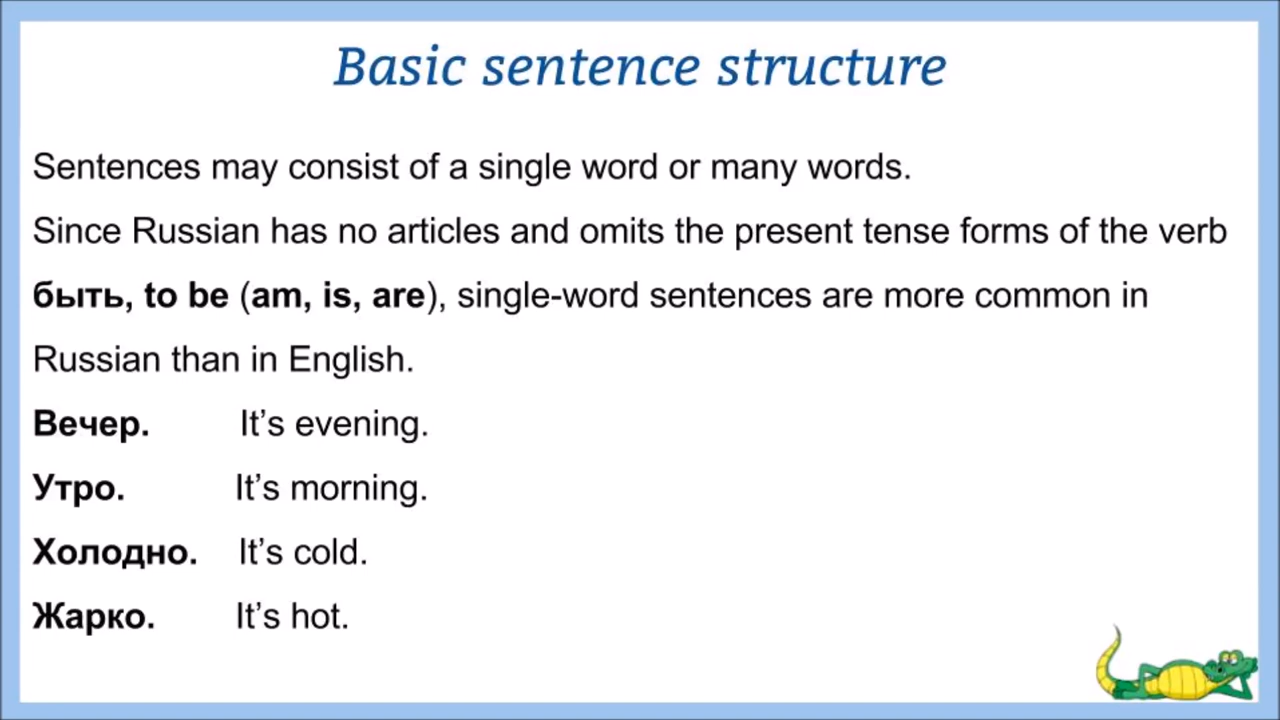 Basic sentence structure
Sentences may consist of a single word or many words.
Since Russian has no articles and omits the present tense forms of the verb
быть, to be (am, is, are), single-word sentences are more common in
Russian than in English.
Вечер. It’s evening.
Утро. It’s morning.
Холодно. It’s cold.
Жарко. It’s hot.